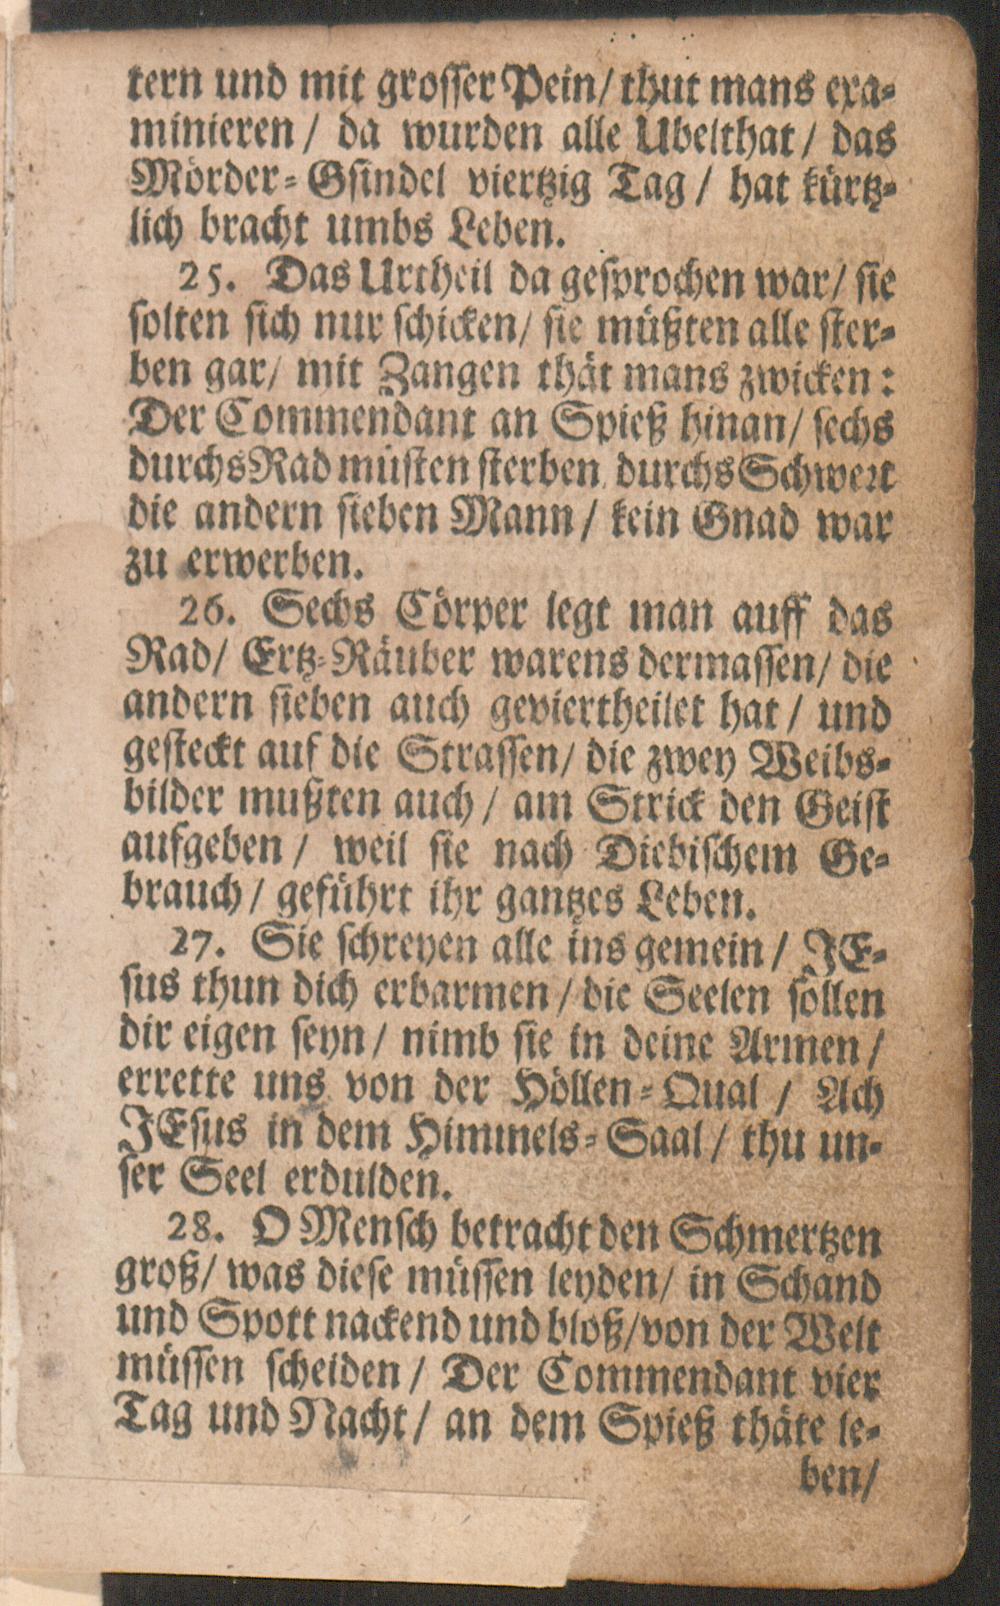 tern und mit grosser Pein/ thut mans exa-
minieren / da wurden alle Ubelthat / das
Mörder-Gsindel viertzig Tag / hat kürtz-
lich bracht umbs Leben.
25. Das Urtheil da gesprochen war/ sie
solten sich nur schicken/ sie müßten alle ster-
ben gar/ mit Zangen thät mans zwicken:
Der Commendant an Spieß hinan/ sechs
durchs Rad müsten sterben durchs Schwert
die andern sieben Mann / kein Gnad war
zu erwerben.
26. Sechs Cörper legt man auff das
Rad/ Ertz-Räuber warens dermassen/ die
andern sieben auch geviertheilet hat / und
gesteckt auf die Strassen/ die zwey Weibs-
bilder mußten auch / am Strick den Geist
aufgeben / weil sie nach Diebischem Ge-
brauch / geführt ihr gantzes Leben.
27. Sie schreyen alle ins gemein / JE-
sus thun dich erbarmen / die Seelen sollen
dir eigen seyn / nimb sie in deine Armen /
errette uns von der Höllen-Qual / Ach
JEsus in dem Himmels-Saal / thu un-
ser Seel erdulden.
28. O Mensch betracht den Schmertzen
groß/ was diese müssen leyden/ in Schand
und Spott nackend und bloß/von der Welt
müssen scheiden / Der Commendant vier
Tag und Nacht / an dem Spieß thäte le-
ben/